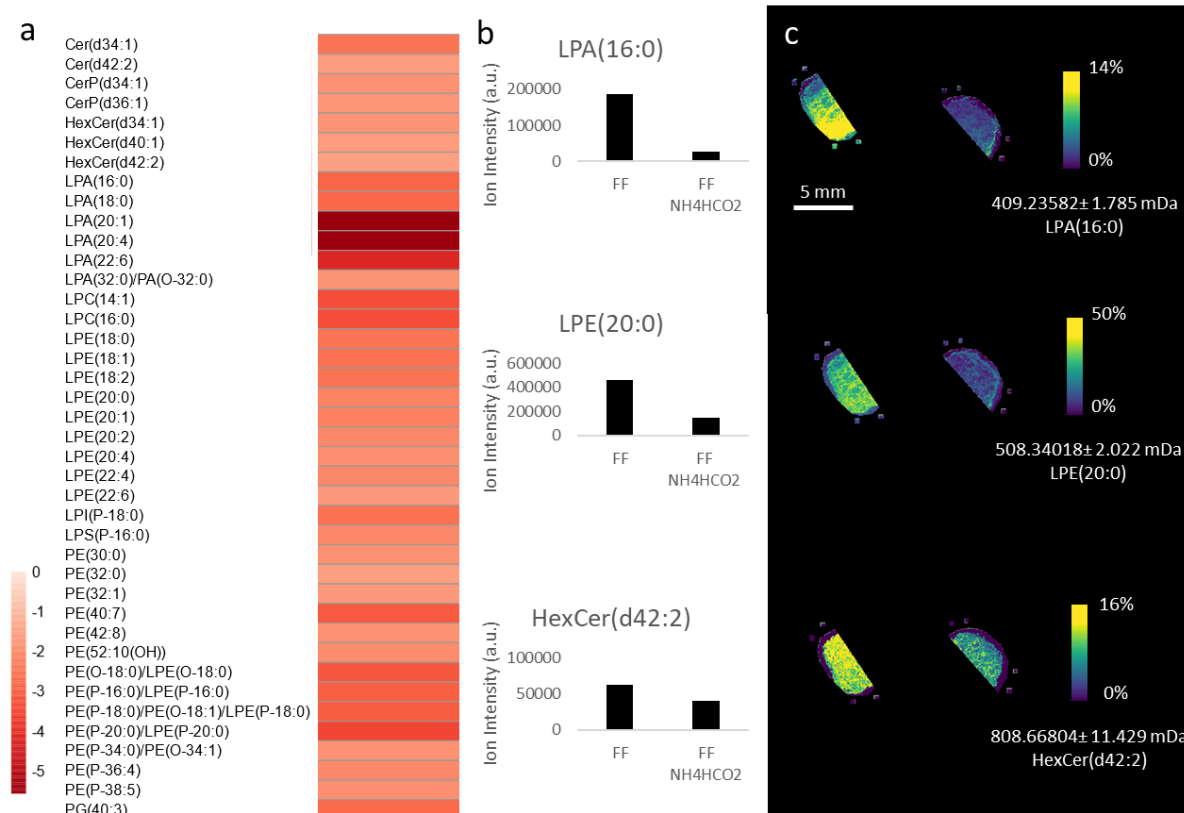 a
Cer(d34:1)
Cer(d42:2)
CerP(d34:1)
CerP(d36:1)
HexCer(d34:1)
HexCer(d40:1)
HexCer(d42:2)
LPA(16:0)
LPA(18:0)
LPA(20:1)
LPA(20:4)
LPA(22:6)
LPA(32:0)/PA(O-32:0)
LPC(14:1)
LPC(16:0)
LPE(18:0)
LPE(18:1)
LPE(18:2)
LPE(20:0)
LPE(20:1)
LPE(20:2)
LPE(20:4)
LPE(22:4)
LPE(22:6)
LPI(P-18:0)
LPS(P-16:0)
PE(30:0)
PE(32:0)
PE(32:1)
PE(40:7)
PE(42:8)
PE(52:10(OH))
PE(O-18:0)/LPE(O-18:0)
PE(P-16:0)/LPE(P-16:0)
PE(P-18:0)/PE(O-18:1)/LPE(P-18:0)
PE(P-20:0)/LPE(P-20:0)
PE(P-34:0)/PE(O-34:1)
PE(P-36:4)
PE(P-38:5)
PG(40:3)
0
-1
-2
-3
-4
-5
b
LPA(16:0)
Ion Intensity (a.u.)
200000
100000
0
FF
FF
NH4HCO2
LPE(20:0)
Ion Intensity (a.u.)
600000
400000
200000
0
FF
FF
NH4HCO2
HexCer(d42:2)
Ion Intensity (a.u.)
100000
50000
0
FF
FF
NH4HCO2
c
14%
0%
5 mm
409.23582± 1.785 mDa
LPA(16:0)
50%
0%
508.34018± 2.022 mDa
LPE(20:0)
16%
0%
808.66804± 11.429 mDa
HexCer(d42:2)